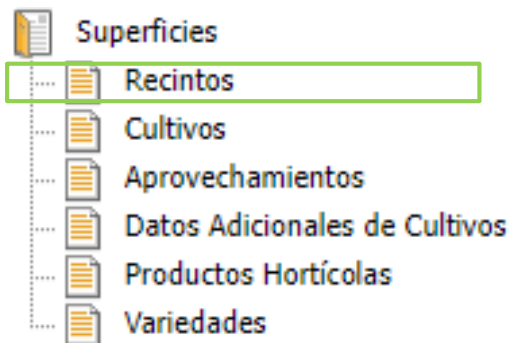 Superficies
Recintos
Cultivos
Aprovechamientos
Datos Adicionales de Cultivos
Productos Hortícolas
Variedades